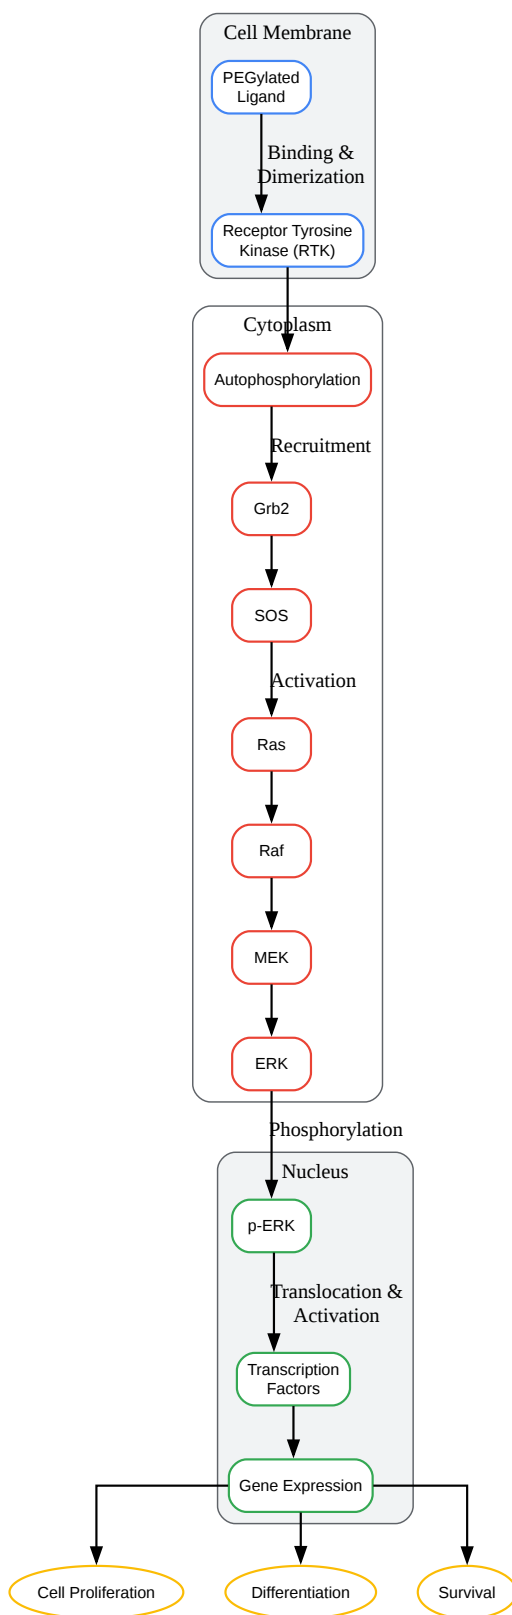 Cell Membrane
PEGylated
Ligand
Binding &
Dimerization
Receptor Tyrosine
Kinase (RTK)
Cytoplasm
Autophosphorylation
Recruitment
Grb2
SOS
Activation
Ras
Raf
MEK
ERK
Phosphorylation
Nucleus
p-ERK
Translocation &
Activation
Transcription
Factors
Gene Expression
Cell Proliferation
Differentiation
Survival